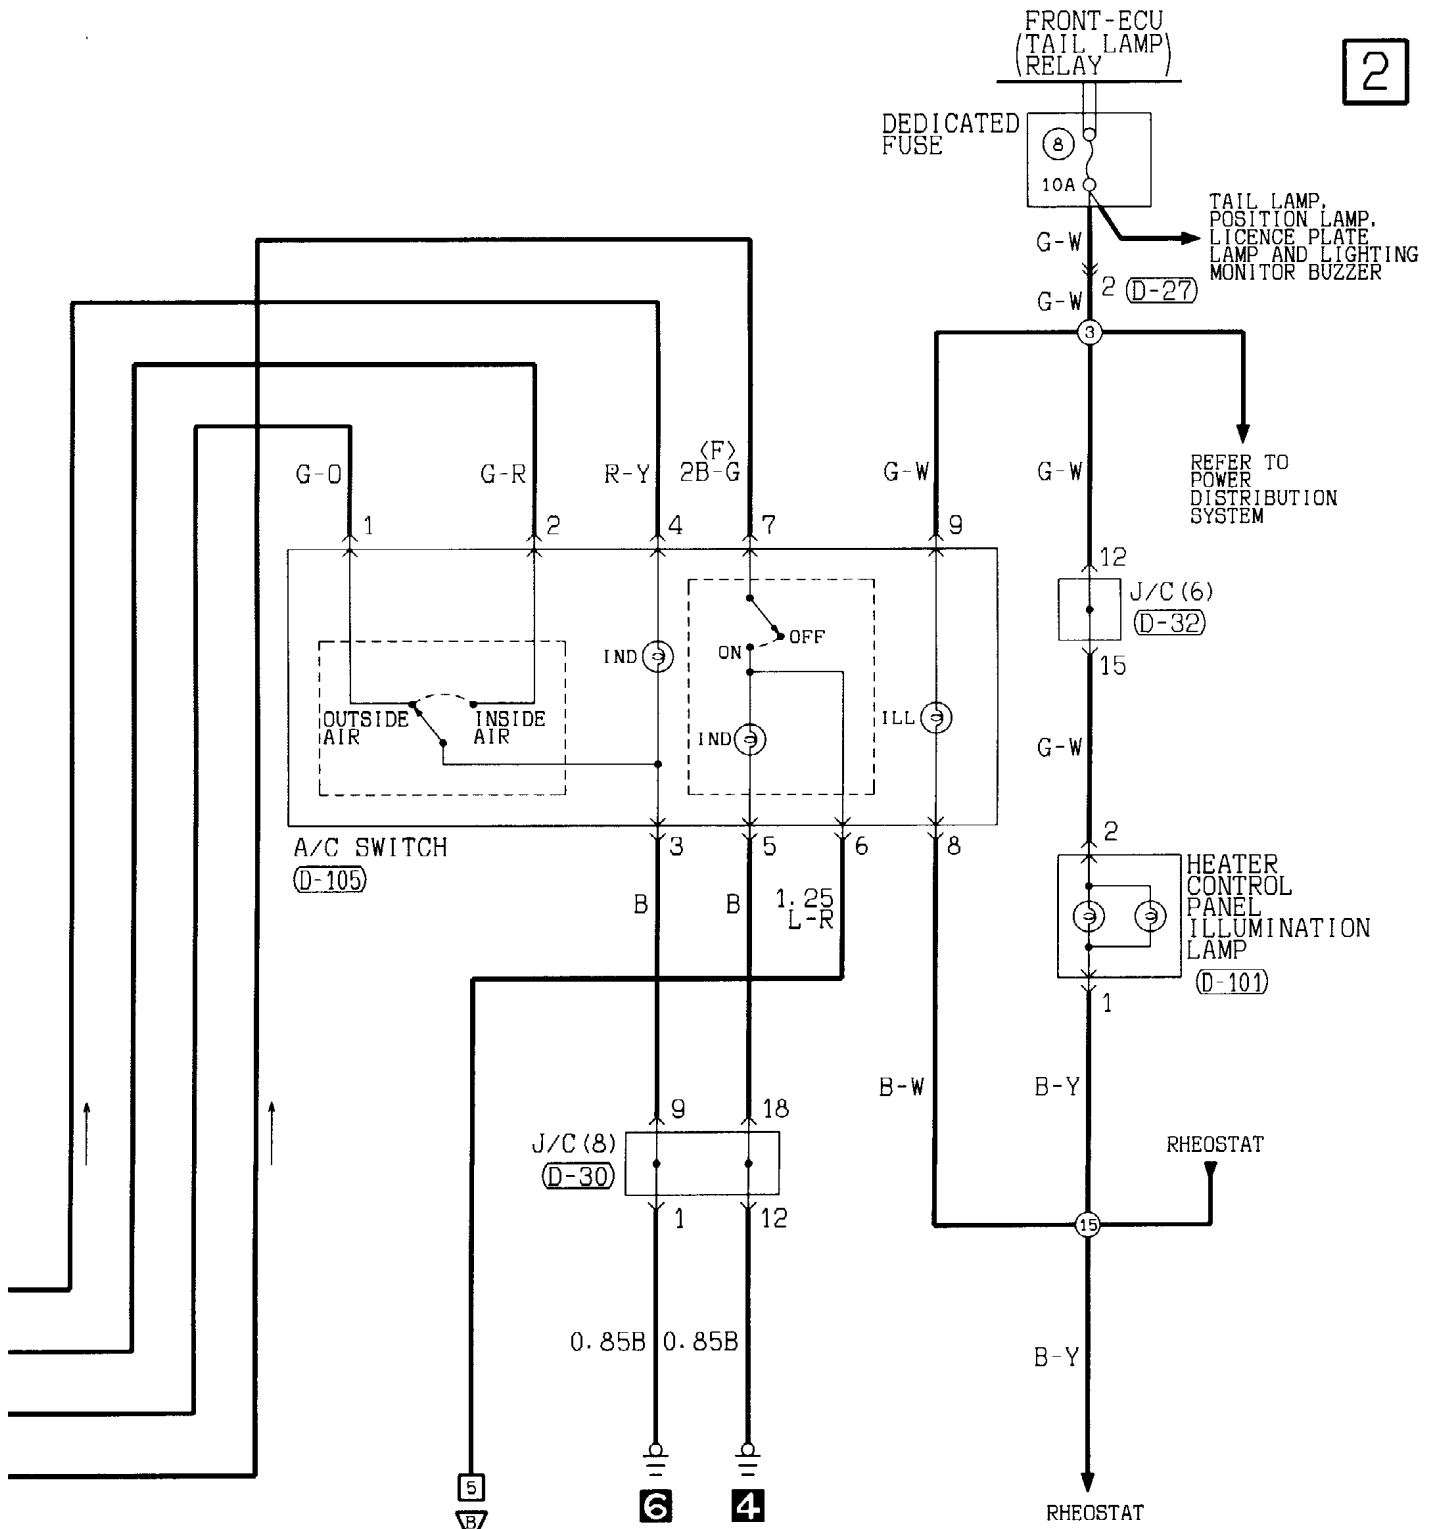 FRONT-ECU
(TAIL LAMP
RELAY)
2
DEDICATED
FUSE
8
10A
TAIL LAMP,
POSITION LAMP,
LICENCE PLATE
LAMP AND LIGHTING
MONITOR BUZZER
G-W
2 D-27
G-W
3
G-O
G-R
R-Y
<F>
2B-G
G-W
G-W
REFER TO
POWER
DISTRIBUTION
SYSTEM
1
2
4
7
9
12
J/C(6)
D-32
15
OFF
ON
IND
OUTSIDE
AIR
INSIDE
AIR
IND
ILL
G-W
A/C SWITCH
D-105
3
5
6
8
2
HEATER
CONTROL
PANEL
ILLUMINATION
LAMP
D-101
1
B
B
1.25
L-R
B-W
B-Y
9
18
J/C(8)
D-30
1
12
RHEOSTAT
15
0.85B
0.85B
B-Y
5
B
6
4
RHEOSTAT